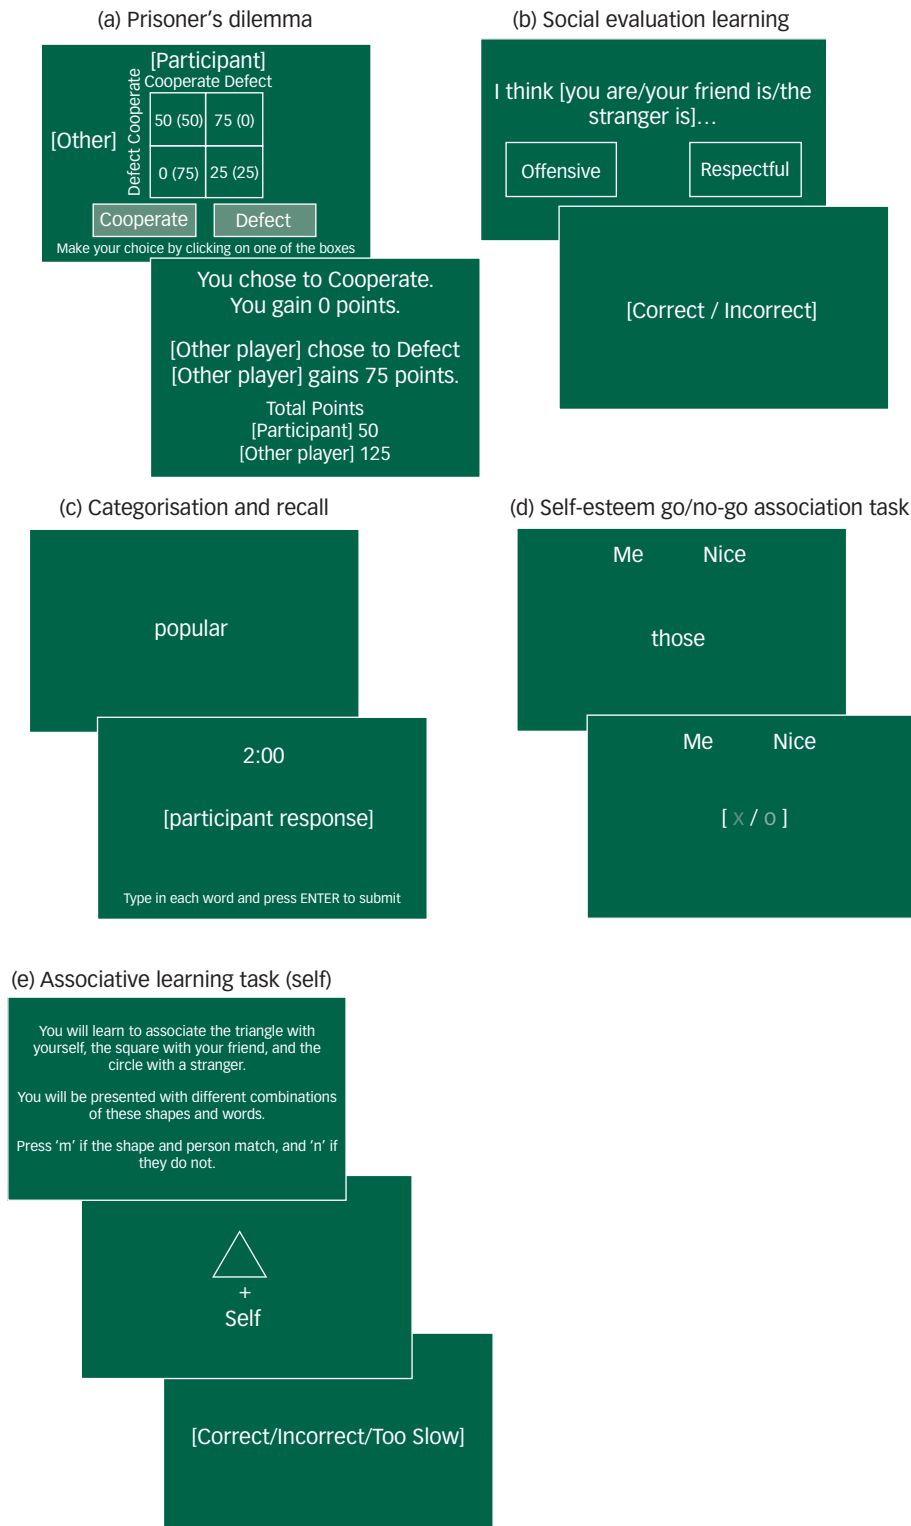 (a) Prisoner's dilemma
[Participant]
Cooperate Defect
[Other]
Defect Cooperate
50 (50) 75 (0)
0 (75) 25 (25)
Cooperate Defect
Make your choice by clicking on one of the boxes
You chose to Cooperate.
You gain 0 points.
[Other player] chose to Defect
[Other player] gains 75 points.
Total Points
[Participant] 50
[Other player] 125
(b) Social evaluation learning
I think [you are/your friend is/the
stranger is]...
Offensive Respectful
[Correct / Incorrect]
(c) Categorisation and recall
popular
2:00
[participant response]
Type in each word and press ENTER to submit
(d) Self-esteem go/no-go association task
Me Nice
those
Me Nice
[ x / o ]
(e) Associative learning task (self)
You will learn to associate the triangle with
yourself, the square with your friend, and the
circle with a stranger.
You will be presented with different combinations
of these shapes and words.
Press 'm' if the shape and person match, and 'n' if
they do not.
+
Self
[Correct/Incorrect/Too Slow]